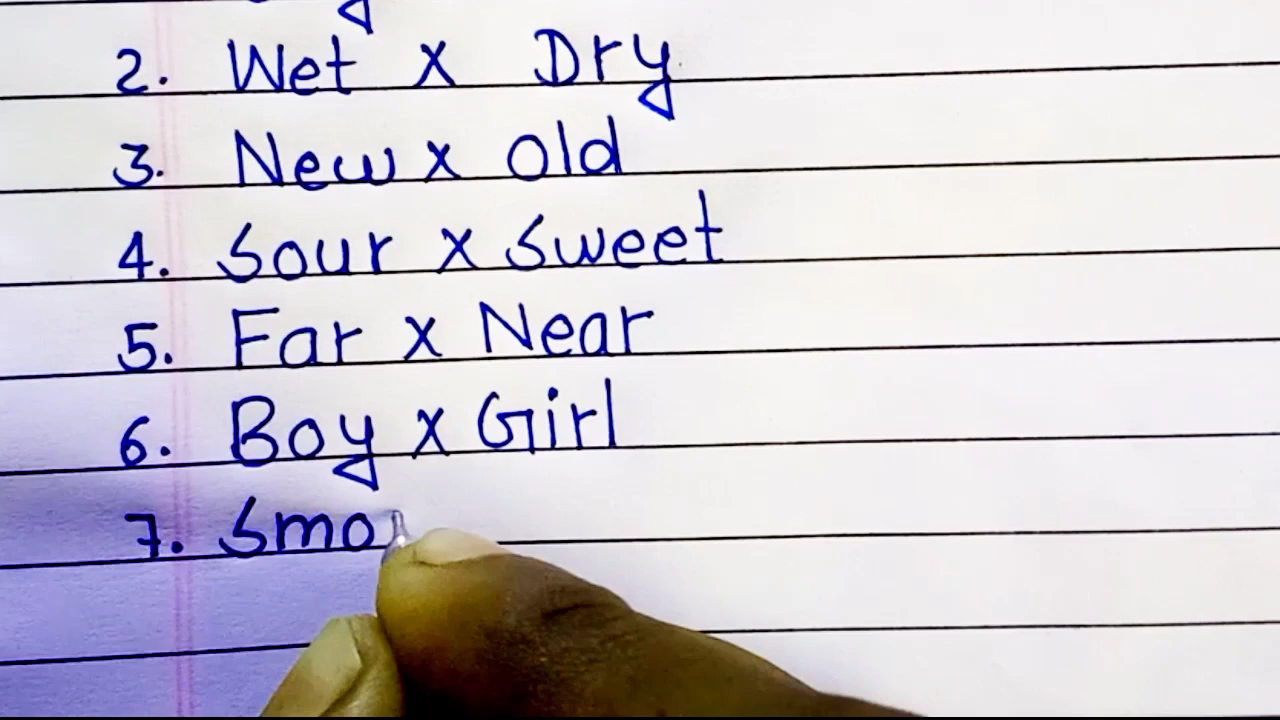 2. Wet x Dry
3. New x Old
4. Sour x Sweet
5. Far x Near
6. Boy x Girl
7. Smo